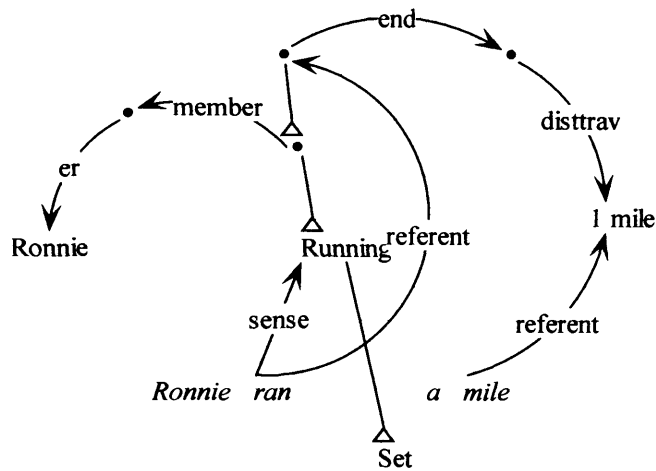 end
member
disttrav
er
Ronnie
1 mile
Running
referent
sense
referent
Ronnie ran a mile
Set